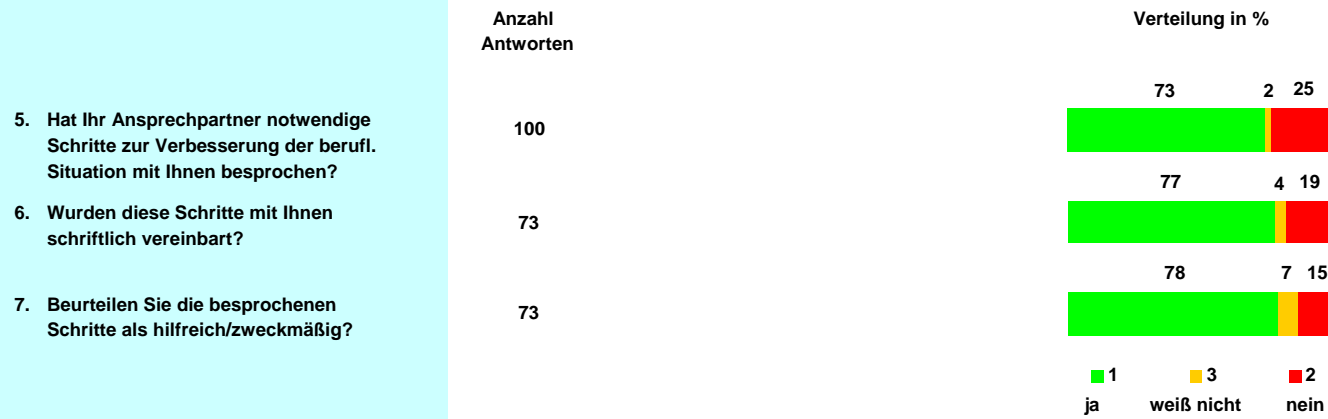 Anzahl
Antworten
Verteilung in %
73 2 25
5. Hat Ihr Ansprechpartner notwendige
Schritte zur Verbesserung der berufl.
Situation mit Ihnen besprochen?
100
77 4 19
6. Wurden diese Schritte mit Ihnen
schriftlich vereinbart?
73
78 7 15
7. Beurteilen Sie die besprochenen
Schritte als hilfreich/zweckmäßig?
73
1 3 2
ja weiß nicht nein